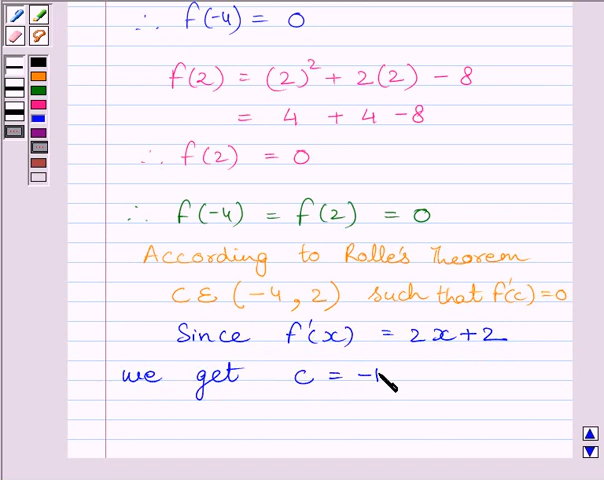 ∴ f(-4) = 0
f(2) = (2)² + 2(2) - 8
= 4 + 4 - 8
∴ f(2) = 0
∴ f(-4) = f(2) = 0
According to Rolle's Theorem
C ε (-4, 2) such that f'(c) = 0
Since f'(x) = 2x+2
we get c = -1